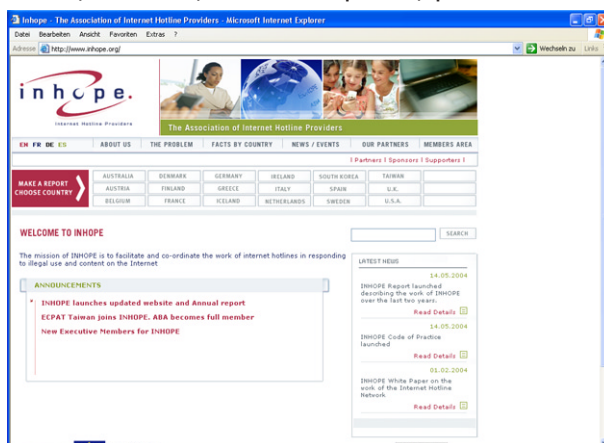 Inhope - The Association of Internet Hotline Providers - Microsoft Internet Explorer
Datei Bearbeiten Ansicht Favoriten Extras ?
Adresse http://www.inhope.org/ Wechseln zu Links
inhope.
Internet Hotline Providers
The Association of Internet Hotline Providers
EN FR DE ES ABOUT US THE PROBLEM FACTS BY COUNTRY NEWS / EVENTS OUR PARTNERS MEMBERS AREA
| Partners | Sponsors | Supporters |
MAKE A REPORT
CHOOSE COUNTRY
AUSTRALIA DENMARK GERMANY IRELAND SOUTH KOREA TAIWAN
AUSTRIA FINLAND GREECE ITALY SPAIN U.K.
BELGIUM FRANCE ICELAND NETHERLANDS SWEDEN U.S.A.
WELCOME TO INHOPE
SEARCH
The mission of INHOPE is to facilitate and co-ordinate the work of internet hotlines in responding
to illegal use and content on the Internet
ANNOUNCEMENTS
* INHOPE launches updated website and Annual report
ECPAT Taiwan joins INHOPE. ABA becomes full member
New Executive Members for INHOPE
LATEST NEWS
14.05.2004
INHOPE Report launched
describing the work of INHOPE
over the last two years.
Read Details
14.05.2004
INHOPE Code of Practice
launched
Read Details
01.02.2004
INHOPE White Paper on the
work of the Internet Hotline
Network
Read Details